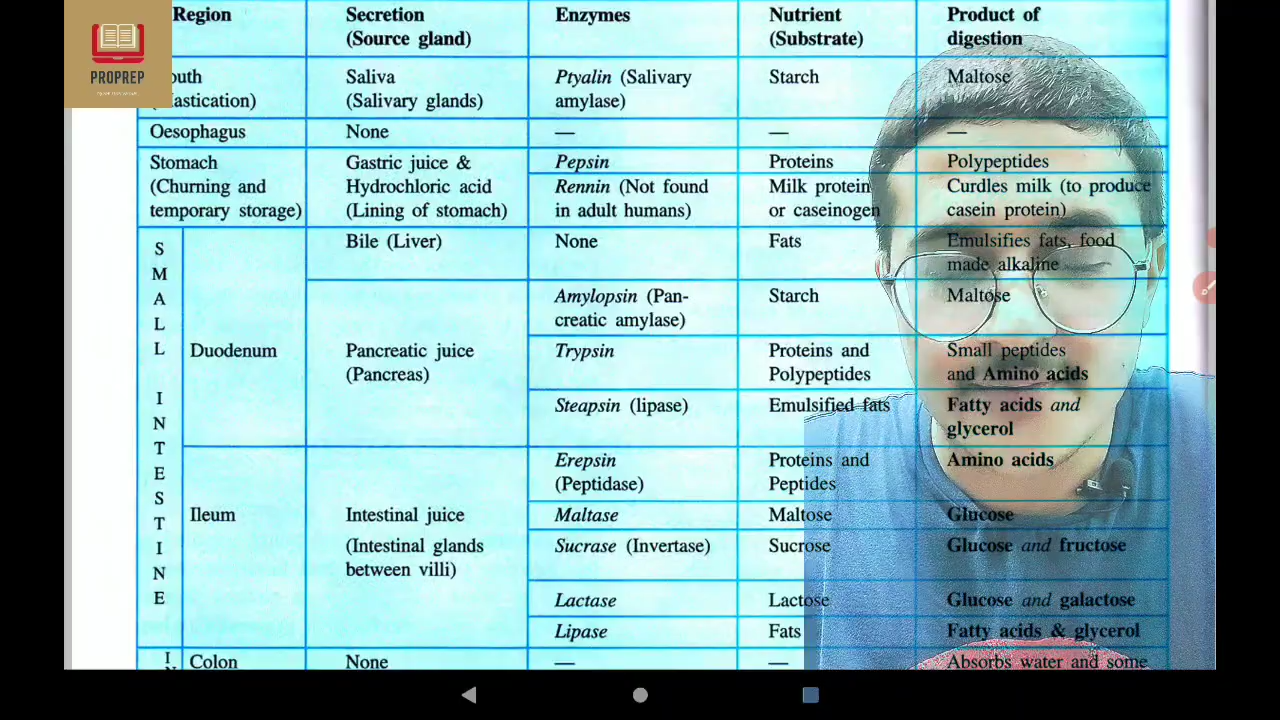 PROPREP
Region Secretion (Source gland) Enzymes Nutrient (Substrate) Product of digestion
outh (Mastication) Saliva (Salivary glands) Ptyalin (Salivary amylase) Starch Maltose
Oesophagus None — — —
Stomach (Churning and temporary storage) Gastric juice & Hydrochloric acid (Lining of stomach) Pepsin Proteins Polypeptides
Rennin (Not found in adult humans) Milk protein or caseinogen Curdles milk (to produce casein protein)
SMALL INTESTINE
Bile (Liver) None Fats Emulsifies fats, food made alkaline
Duodenum Pancreatic juice (Pancreas)
Amylopsin (Pan-creatic amylase) Starch Maltose
Trypsin Proteins and Polypeptides Small peptides and Amino acids
Steapsin (lipase) Emulsified fats Fatty acids and glycerol
Ileum Intestinal juice (Intestinal glands between villi)
Erepsin (Peptidase) Proteins and Peptides Amino acids
Maltase Maltose Glucose
Sucrase (Invertase) Sucrose Glucose and fructose
Lactase Lactose Glucose and galactose
Lipase Fats Fatty acids & glycerol
Colon None — — Absorbs water and some